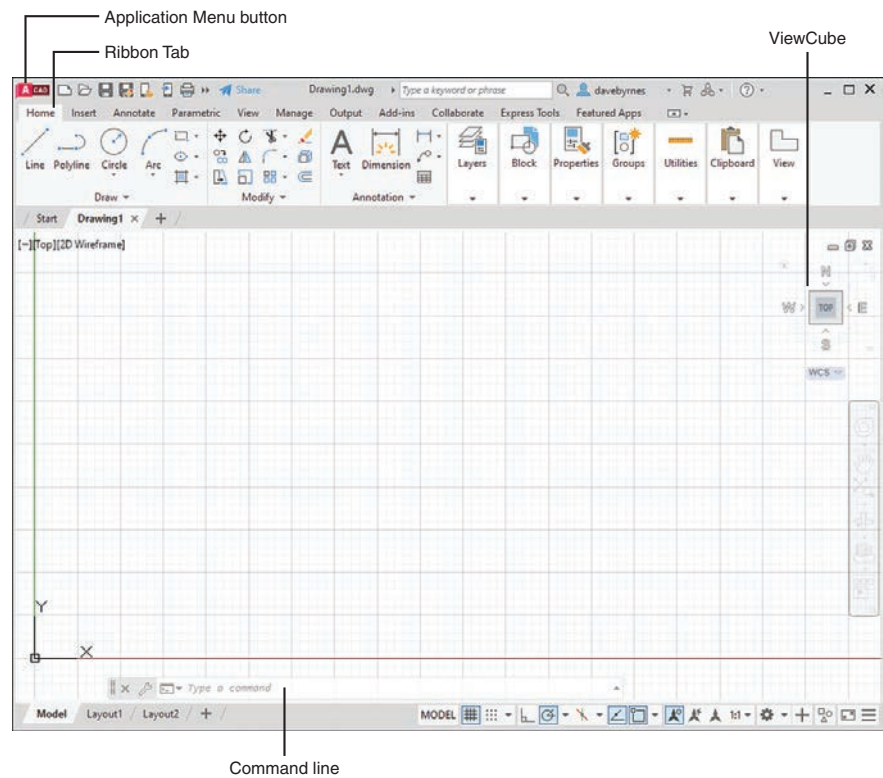 Application Menu button
Ribbon Tab
ViewCube
A CAD Share Drawing1.dwg Type a keyword or phrase davebyrnes
Home Insert Annotate Parametric View Manage Output Add-ins Collaborate Express Tools Featured Apps
Line Polyline Circle Arc Text Dimension Layers Block Properties Groups Utilities Clipboard View
Draw Modify Annotation
Start Drawing1
[−][Top][2D Wireframe]
N
W TOP E
S
WCS
Y
X
Type a command
Model Layout1 Layout2 MODEL 1:1
Command line